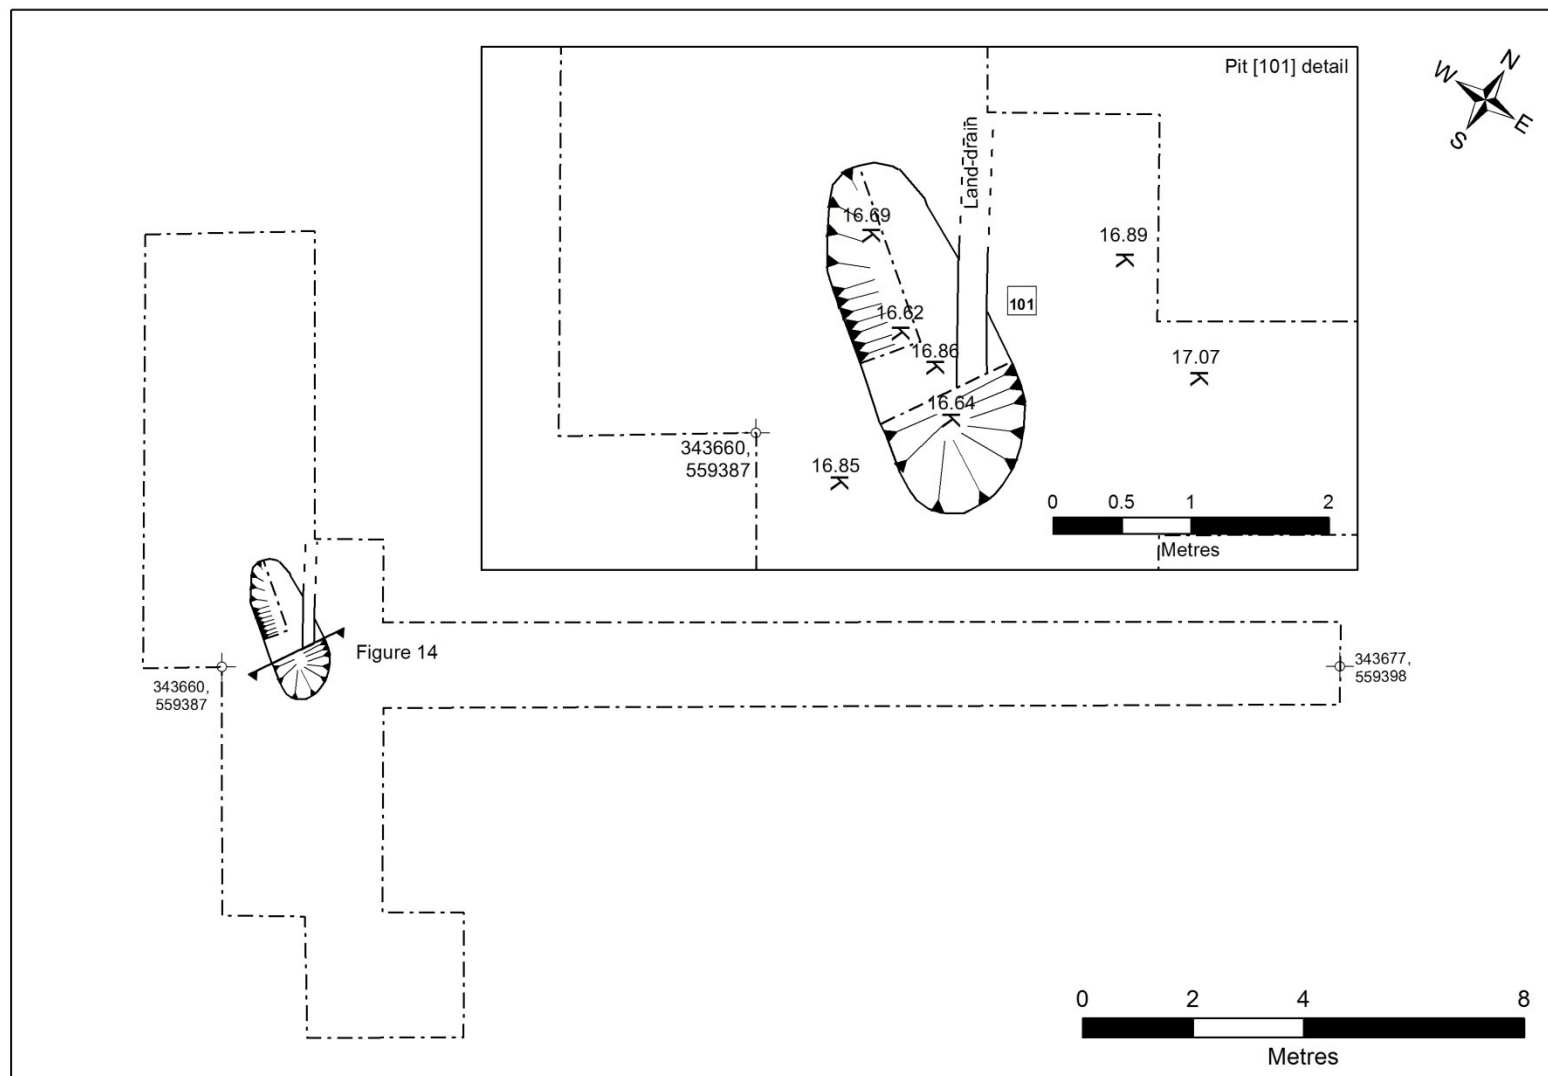 Pit [101] detail
N
W
E
S
Land-drain
16.69
16.89
101
16.62
16.86
17.07
16.64
343660,
559387
16.85
0 0.5 1 2
Metres
Figure 14
343660,
559387
343677,
559398
0 2 4 8
Metres